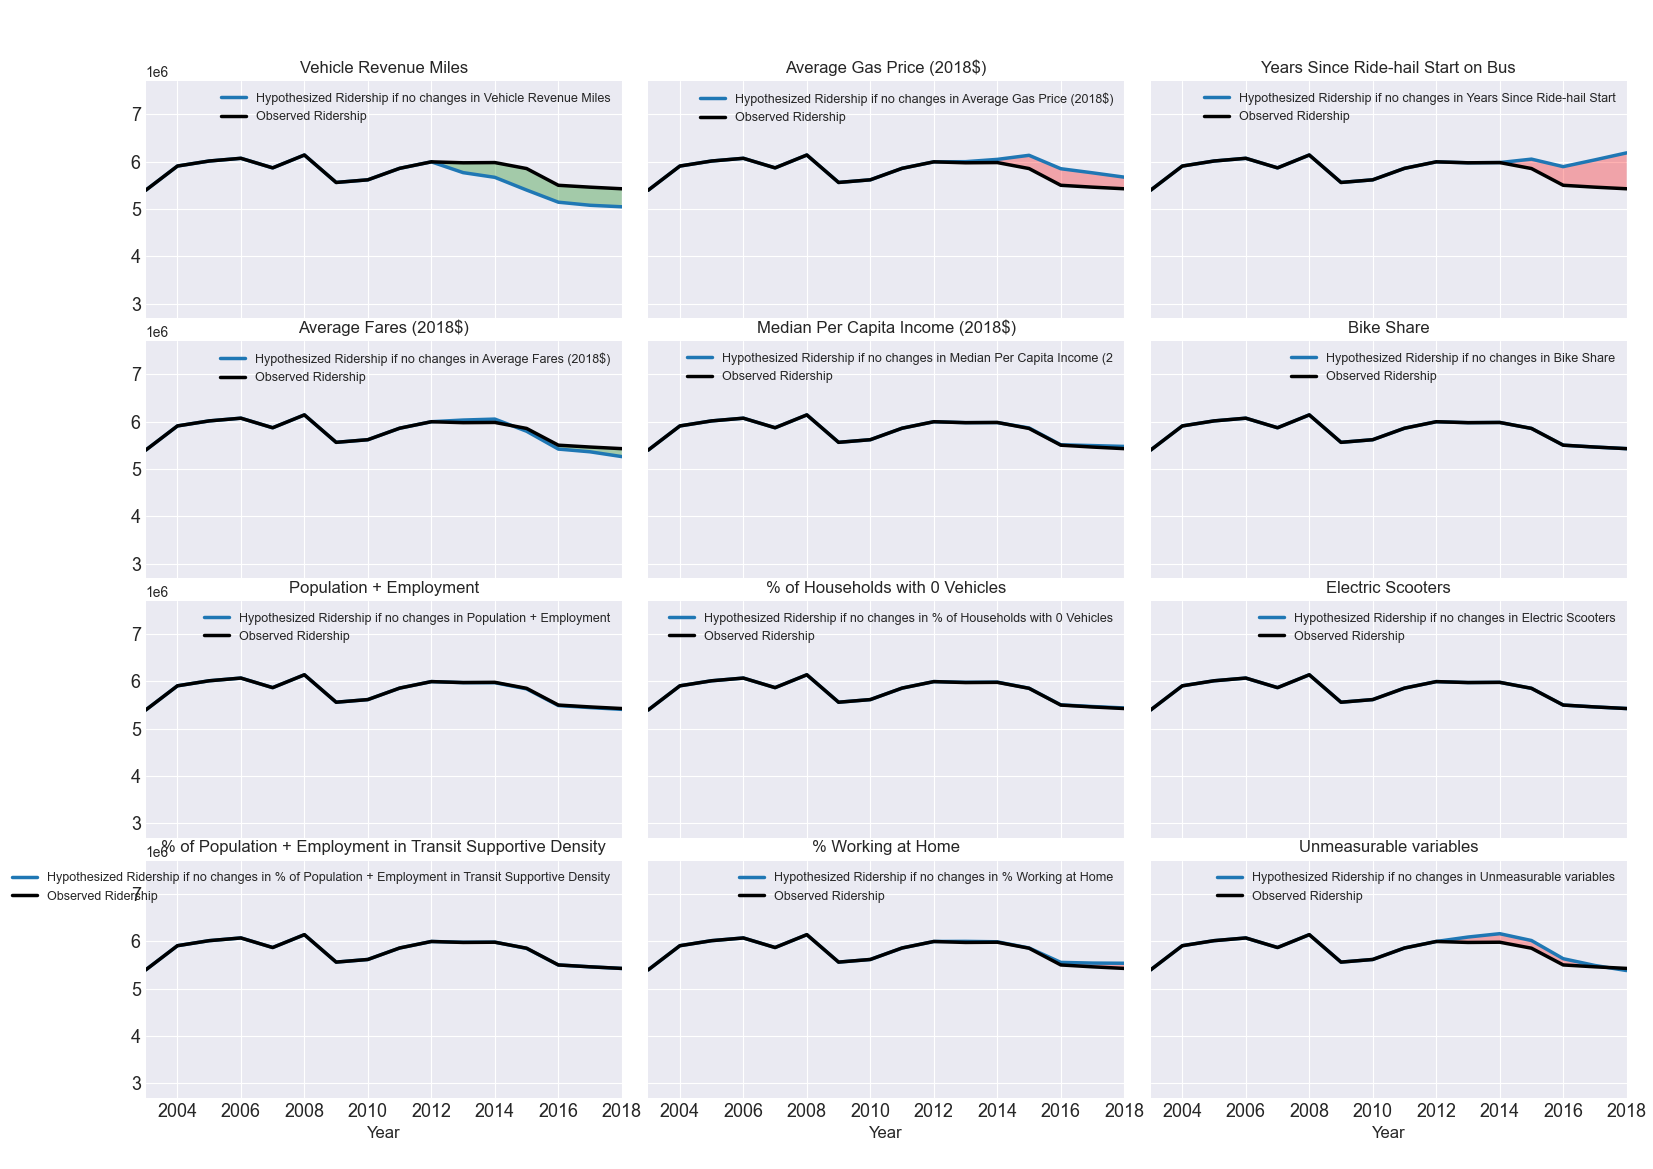 Vehicle Revenue Miles
1e6
Hypothesized Ridership if no changes in Vehicle Revenue Miles
Observed Ridership
7
6
5
4
3
Average Gas Price (2018$)
Hypothesized Ridership if no changes in Average Gas Price (2018$)
Observed Ridership
Years Since Ride-hail Start on Bus
Hypothesized Ridership if no changes in Years Since Ride-hail Start
Observed Ridership
Average Fares (2018$)
1e6
Hypothesized Ridership if no changes in Average Fares (2018$)
Observed Ridership
7
6
5
4
3
Median Per Capita Income (2018$)
Hypothesized Ridership if no changes in Median Per Capita Income (2
Observed Ridership
Bike Share
Hypothesized Ridership if no changes in Bike Share
Observed Ridership
Population + Employment
1e6
Hypothesized Ridership if no changes in Population + Employment
Observed Ridership
7
6
5
4
3
% of Households with 0 Vehicles
Hypothesized Ridership if no changes in % of Households with 0 Vehicles
Observed Ridership
Electric Scooters
Hypothesized Ridership if no changes in Electric Scooters
Observed Ridership
% of Population + Employment in Transit Supportive Density
1e6
Hypothesized Ridership if no changes in % of Population + Employment in Transit Supportive Density
Observed Ridership
7
6
5
4
3
2004 2006 2008 2010 2012 2014 2016 2018
Year
% Working at Home
Hypothesized Ridership if no changes in % Working at Home
Observed Ridership
2004 2006 2008 2010 2012 2014 2016 2018
Year
Unmeasurable variables
Hypothesized Ridership if no changes in Unmeasurable variables
Observed Ridership
2004 2006 2008 2010 2012 2014 2016 2018
Year